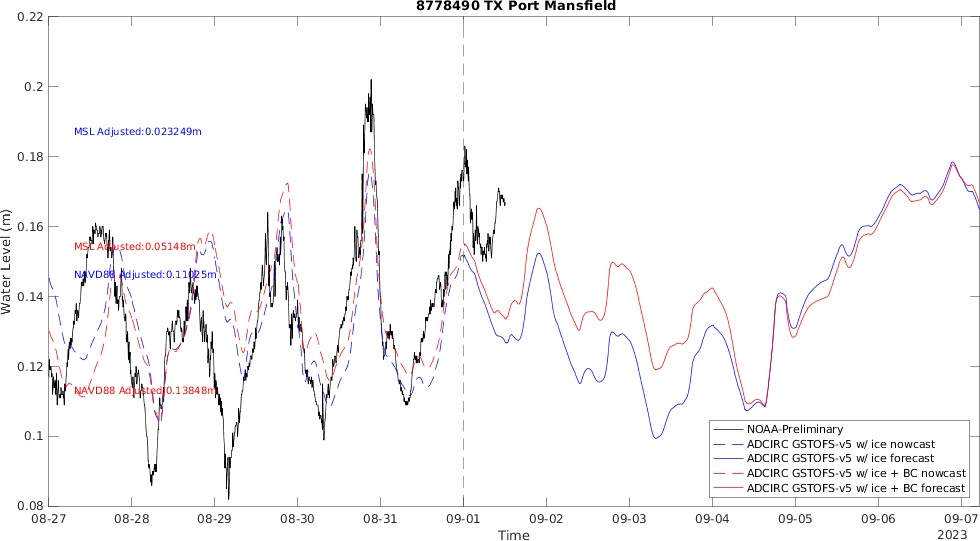 8778490 TX Port Mansfield
Water Level (m)
0.22
0.2
0.18
0.16
0.14
0.12
0.1
0.08
MSL Adjusted:0.023249m
MSL Adjusted:0.05148m
NAVD88 Adjusted:0.11025m
NAVD88 Adjusted:0.13848m
NOAA-Preliminary
ADCIRC GSTOFS-v5 w/ ice nowcast
ADCIRC GSTOFS-v5 w/ ice forecast
ADCIRC GSTOFS-v5 w/ ice + BC nowcast
ADCIRC GSTOFS-v5 w/ ice + BC forecast
08-27 08-28 08-29 08-30 08-31 09-01 09-02 09-03 09-04 09-05 09-06 09-07
Time
2023